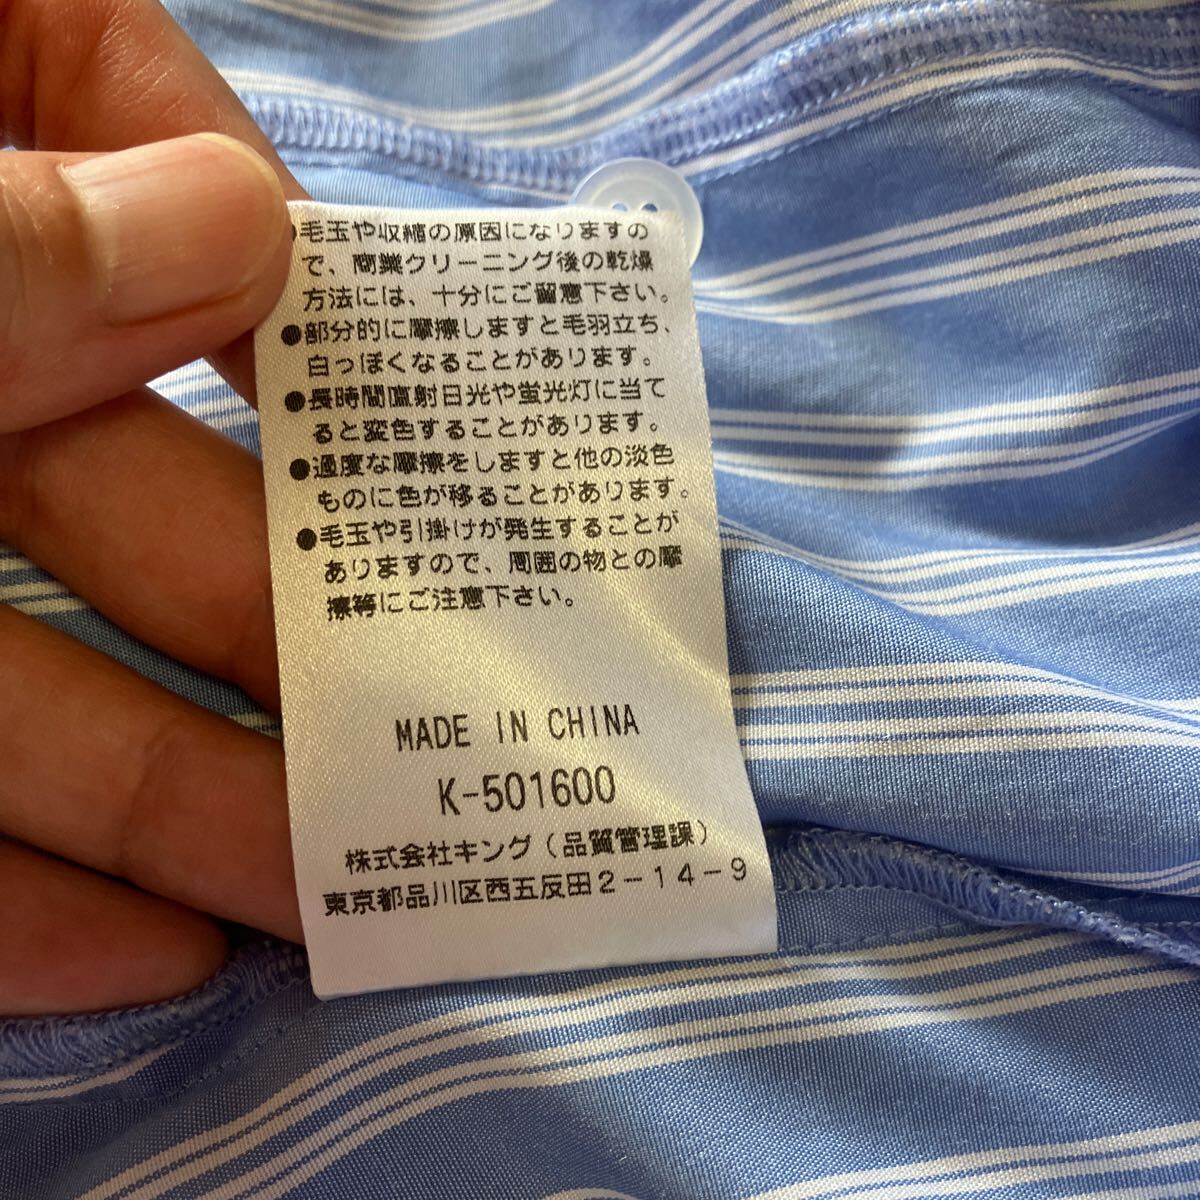 ●毛玉や収縮の原因になりますの
で、商業クリーニング後の乾燥
方法には、十分にご留意下さい。
●部分的に摩擦しますと毛羽立ち、
白っぽくなることがあります。
●長時間直射日光や蛍光灯に当て
ると変色することがあります。
●過度な摩擦をしますと他の淡色
ものに色が移ることがあります。
●毛玉や引掛けが発生することが
ありますので、周囲の物との摩
擦等にご注意下さい。
MADE IN CHINA
K-501600
株式会社キング(品質管理課)
東京都品川区西五反田2-14-9